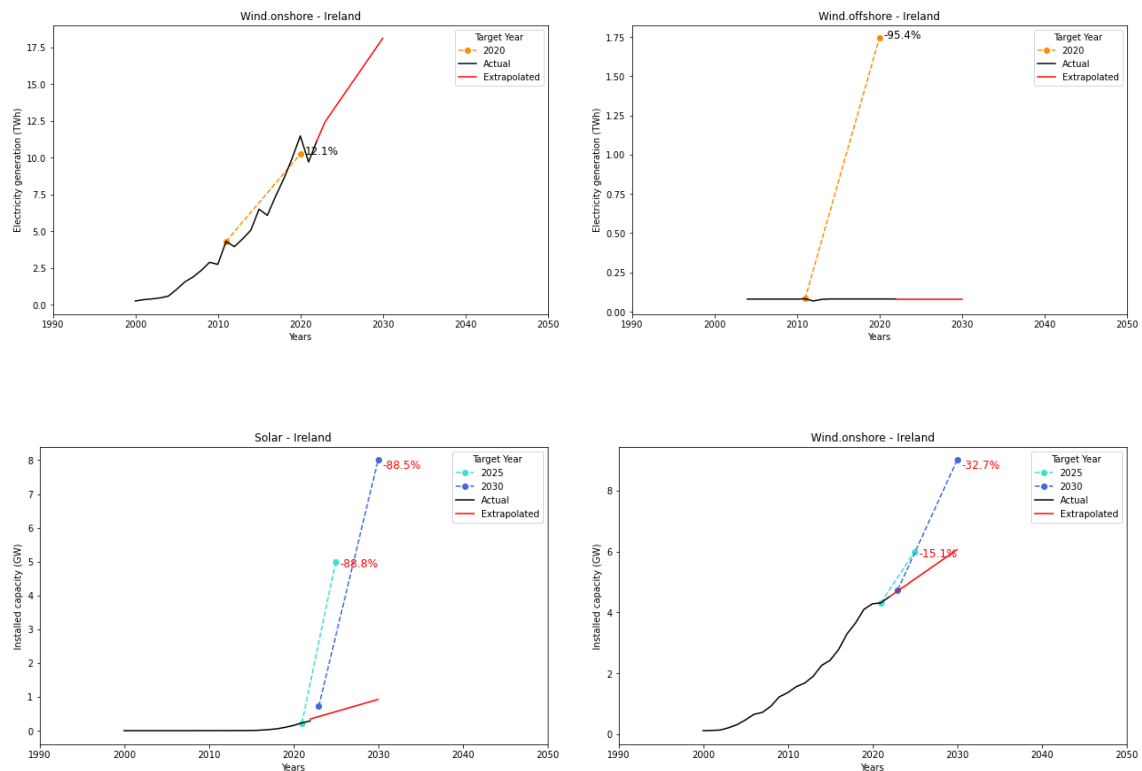 Wind.onshore - Ireland
Electricity generation (TWh)
17.5
15.0
12.5
10.0
7.5
5.0
2.5
0.0
Target Year
2020
Actual
Extrapolated
12.1%
1990 2000 2010 2020 2030 2040 2050
Years
Wind.offshore - Ireland
Electricity generation (TWh)
1.75
1.50
1.25
1.00
0.75
0.50
0.25
0.00
-95.4%
Target Year
2020
Actual
Extrapolated
1990 2000 2010 2020 2030 2040 2050
Years
Solar - Ireland
Installed capacity (GW)
8
7
6
5
4
3
2
1
0
-88.5%
-88.8%
Target Year
2025
2030
Actual
Extrapolated
1990 2000 2010 2020 2030 2040 2050
Years
Wind.onshore - Ireland
Installed capacity (GW)
8
6
4
2
0
-32.7%
-15.1%
Target Year
2025
2030
Actual
Extrapolated
1990 2000 2010 2020 2030 2040 2050
Years